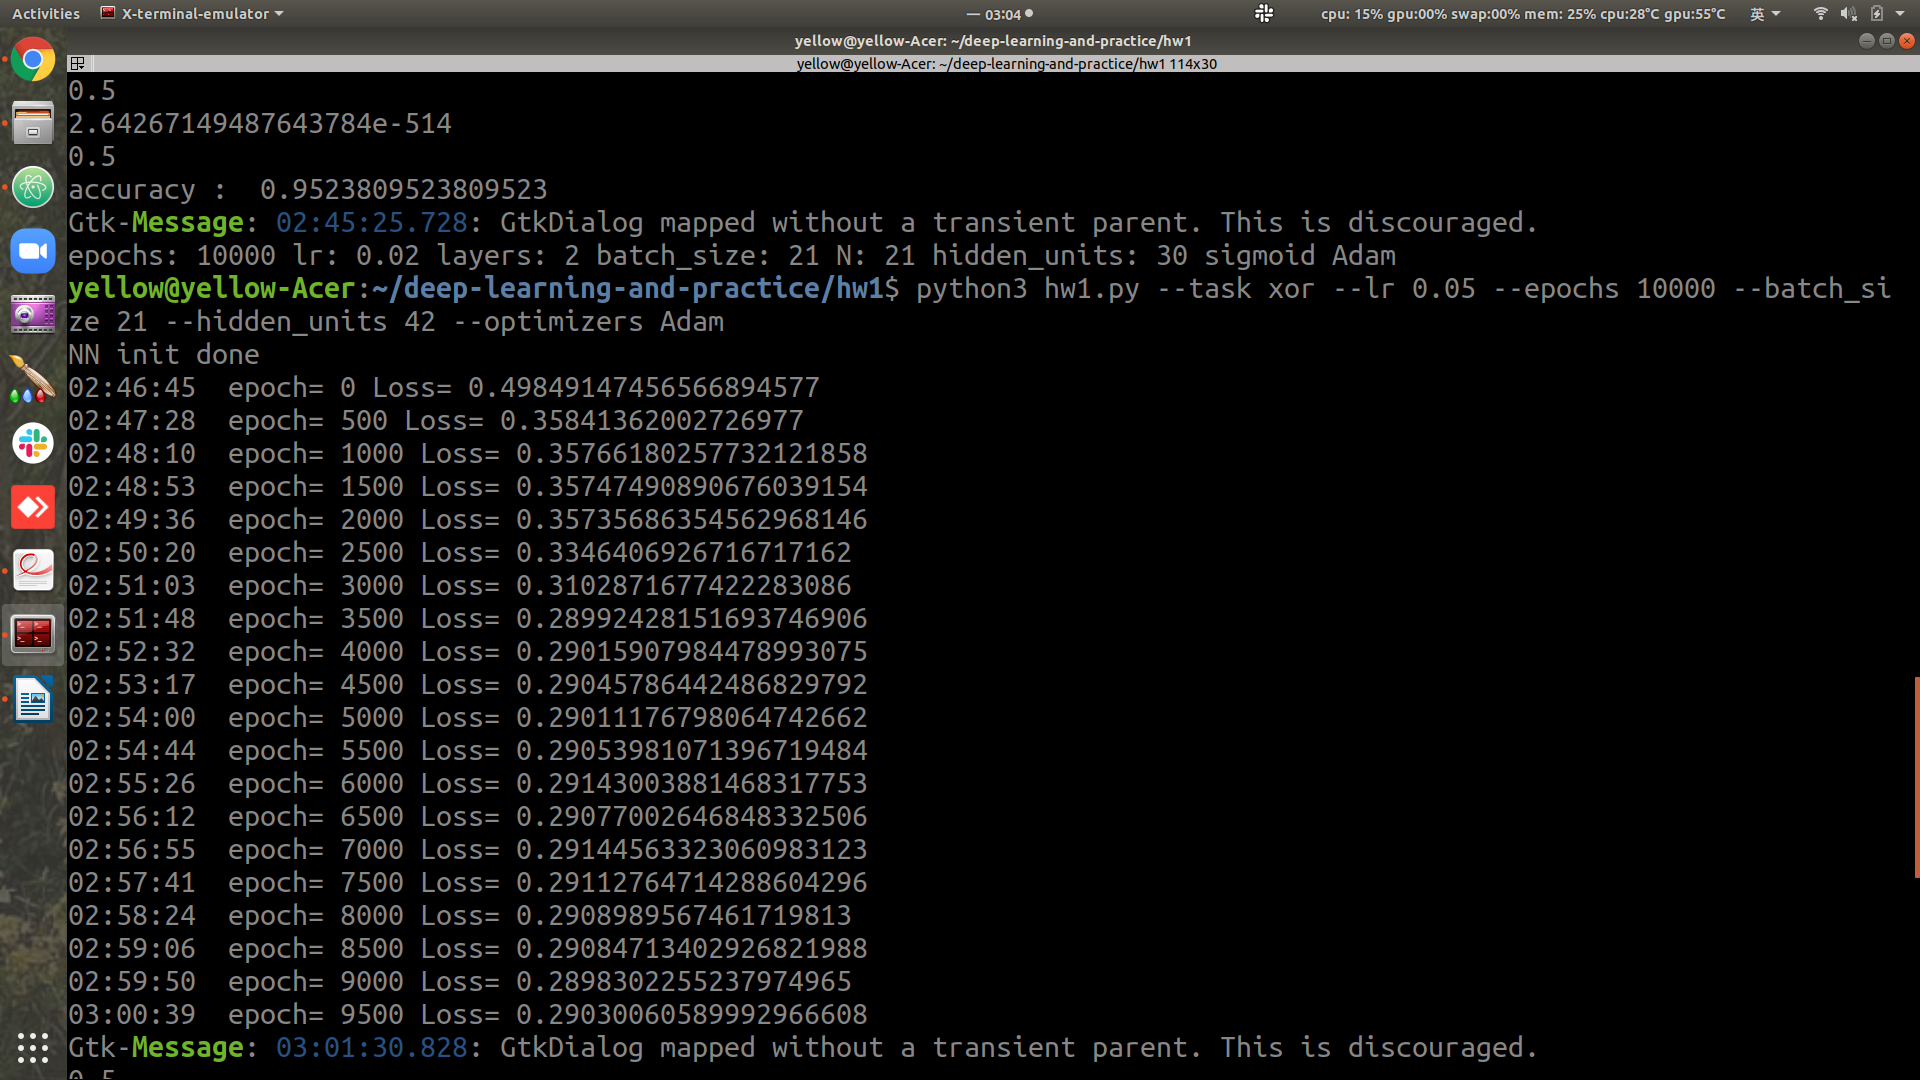 Activities X-terminal-emulator 03:04 cpu: 15% gpu:00% swap:00% mem: 25% cpu:28°C gpu:55°C 英
yellow@yellow-Acer: ~/deep-learning-and-practice/hw1
yellow@yellow-Acer: ~/deep-learning-and-practice/hw1 114x30
0.5
2.64267149487643784e-514
0.5
accuracy :  0.9523809523809523
Gtk-Message: 02:45:25.728: GtkDialog mapped without a transient parent. This is discouraged.
epochs: 10000 lr: 0.02 layers: 2 batch_size: 21 N: 21 hidden_units: 30 sigmoid Adam
yellow@yellow-Acer:~/deep-learning-and-practice/hw1$ python3 hw1.py --task xor --lr 0.05 --epochs 10000 --batch_si
ze 21 --hidden_units 42 --optimizers Adam
NN init done
02:46:45  epoch= 0 Loss= 0.49849147456566894577
02:47:28  epoch= 500 Loss= 0.35841362002726977
02:48:10  epoch= 1000 Loss= 0.35766180257732121858
02:48:53  epoch= 1500 Loss= 0.35747490890676039154
02:49:36  epoch= 2000 Loss= 0.35735686354562968146
02:50:20  epoch= 2500 Loss= 0.3346406926716717162
02:51:03  epoch= 3000 Loss= 0.3102871677422283086
02:51:48  epoch= 3500 Loss= 0.28992428151693746906
02:52:32  epoch= 4000 Loss= 0.29015907984478993075
02:53:17  epoch= 4500 Loss= 0.29045786442486829792
02:54:00  epoch= 5000 Loss= 0.29011176798064742662
02:54:44  epoch= 5500 Loss= 0.29053981071396719484
02:55:26  epoch= 6000 Loss= 0.29143003881468317753
02:56:12  epoch= 6500 Loss= 0.29077002646848332506
02:56:55  epoch= 7000 Loss= 0.29144563323060983123
02:57:41  epoch= 7500 Loss= 0.29112764714288604296
02:58:24  epoch= 8000 Loss= 0.2908989567461719813
02:59:06  epoch= 8500 Loss= 0.29084713402926821988
02:59:50  epoch= 9000 Loss= 0.2898302255237974965
03:00:39  epoch= 9500 Loss= 0.29030060589992966608
Gtk-Message: 03:01:30.828: GtkDialog mapped without a transient parent. This is discouraged.